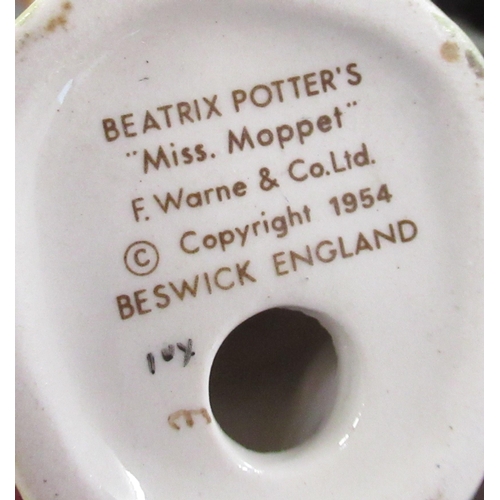 BEATRIX POTTER'S
"Miss. Moppet"
F. Warne & Co.Ltd.
© Copyright 1954
BESWICK ENGLAND